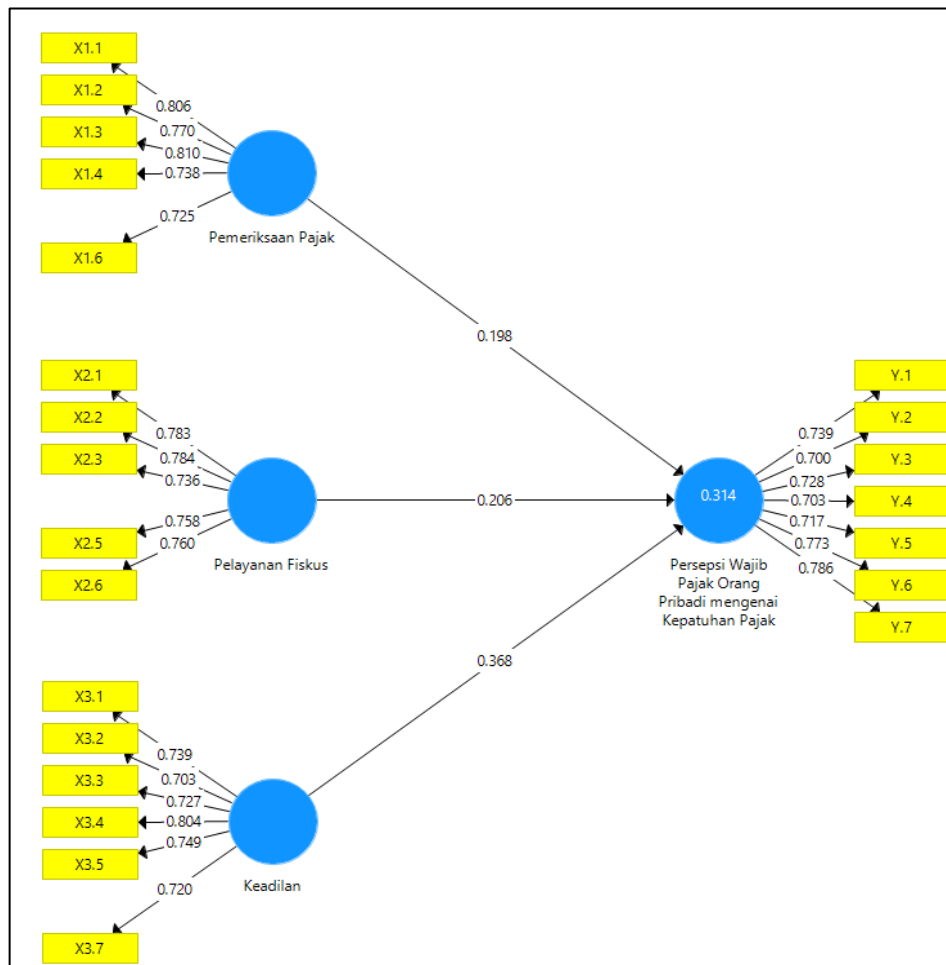 X1.1
X1.2
X1.3
X1.4
X1.6
0.806
0.770
0.810
0.738
0.725
Pemeriksaan Pajak
0.198
X2.1
X2.2
X2.3
X2.5
X2.6
0.783
0.784
0.736
0.758
0.760
Pelayanan Fiskus
0.206
X3.1
X3.2
X3.3
X3.4
X3.5
X3.7
0.739
0.703
0.727
0.804
0.749
0.720
Keadilan
0.368
0.314
Persepsi Wajib
Pajak Orang
Pribadi mengenai
Kepatuhan Pajak
0.739
0.700
0.728
0.703
0.717
0.773
0.786
Y.1
Y.2
Y.3
Y.4
Y.5
Y.6
Y.7